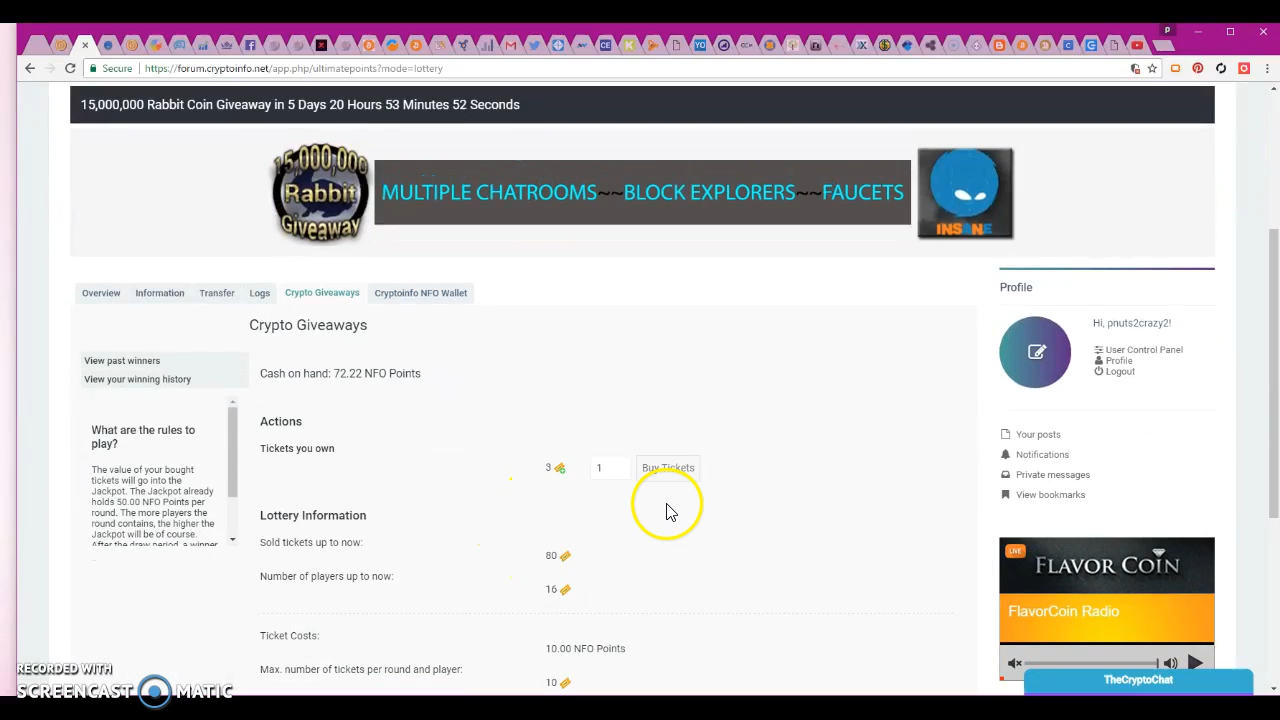 P
Secure | https://forum.cryptoinfo.net/app.php/ultimatepoints?mode=lottery
15,000,000 Rabbit Coin Giveaway in 5 Days 20 Hours 53 Minutes 52 Seconds
15,000,000
Rabbit
Giveaway
MULTIPLE CHATROOMS~~BLOCK EXPLORERS~~FAUCETS
INSANE
Overview Information Transfer Logs Crypto Giveaways Cryptoinfo NFO Wallet
Profile
Crypto Giveaways
Hi, pnuts2crazy2!
User Control Panel
Profile
Logout
View past winners
View your winning history
Cash on hand: 72.22 NFO Points
Actions
Tickets you own
3 1 Buy Tickets
What are the rules to
play?
The value of your bought
tickets will go into the
Jackpot. The Jackpot already
holds 50.00 NFO Points per
round. The more players the
round contains, the higher the
Jackpot will be of course.
After the draw period, a winner
Your posts
Notifications
Private messages
View bookmarks
Lottery Information
Sold tickets up to now:
80
Number of players up to now:
16
Ticket Costs:
10.00 NFO Points
Max. number of tickets per round and player:
10
LIVE
FLAVOR COIN
FlavorCoin Radio
TheCryptoChat
RECORDED WITH
SCREENCAST MATIC